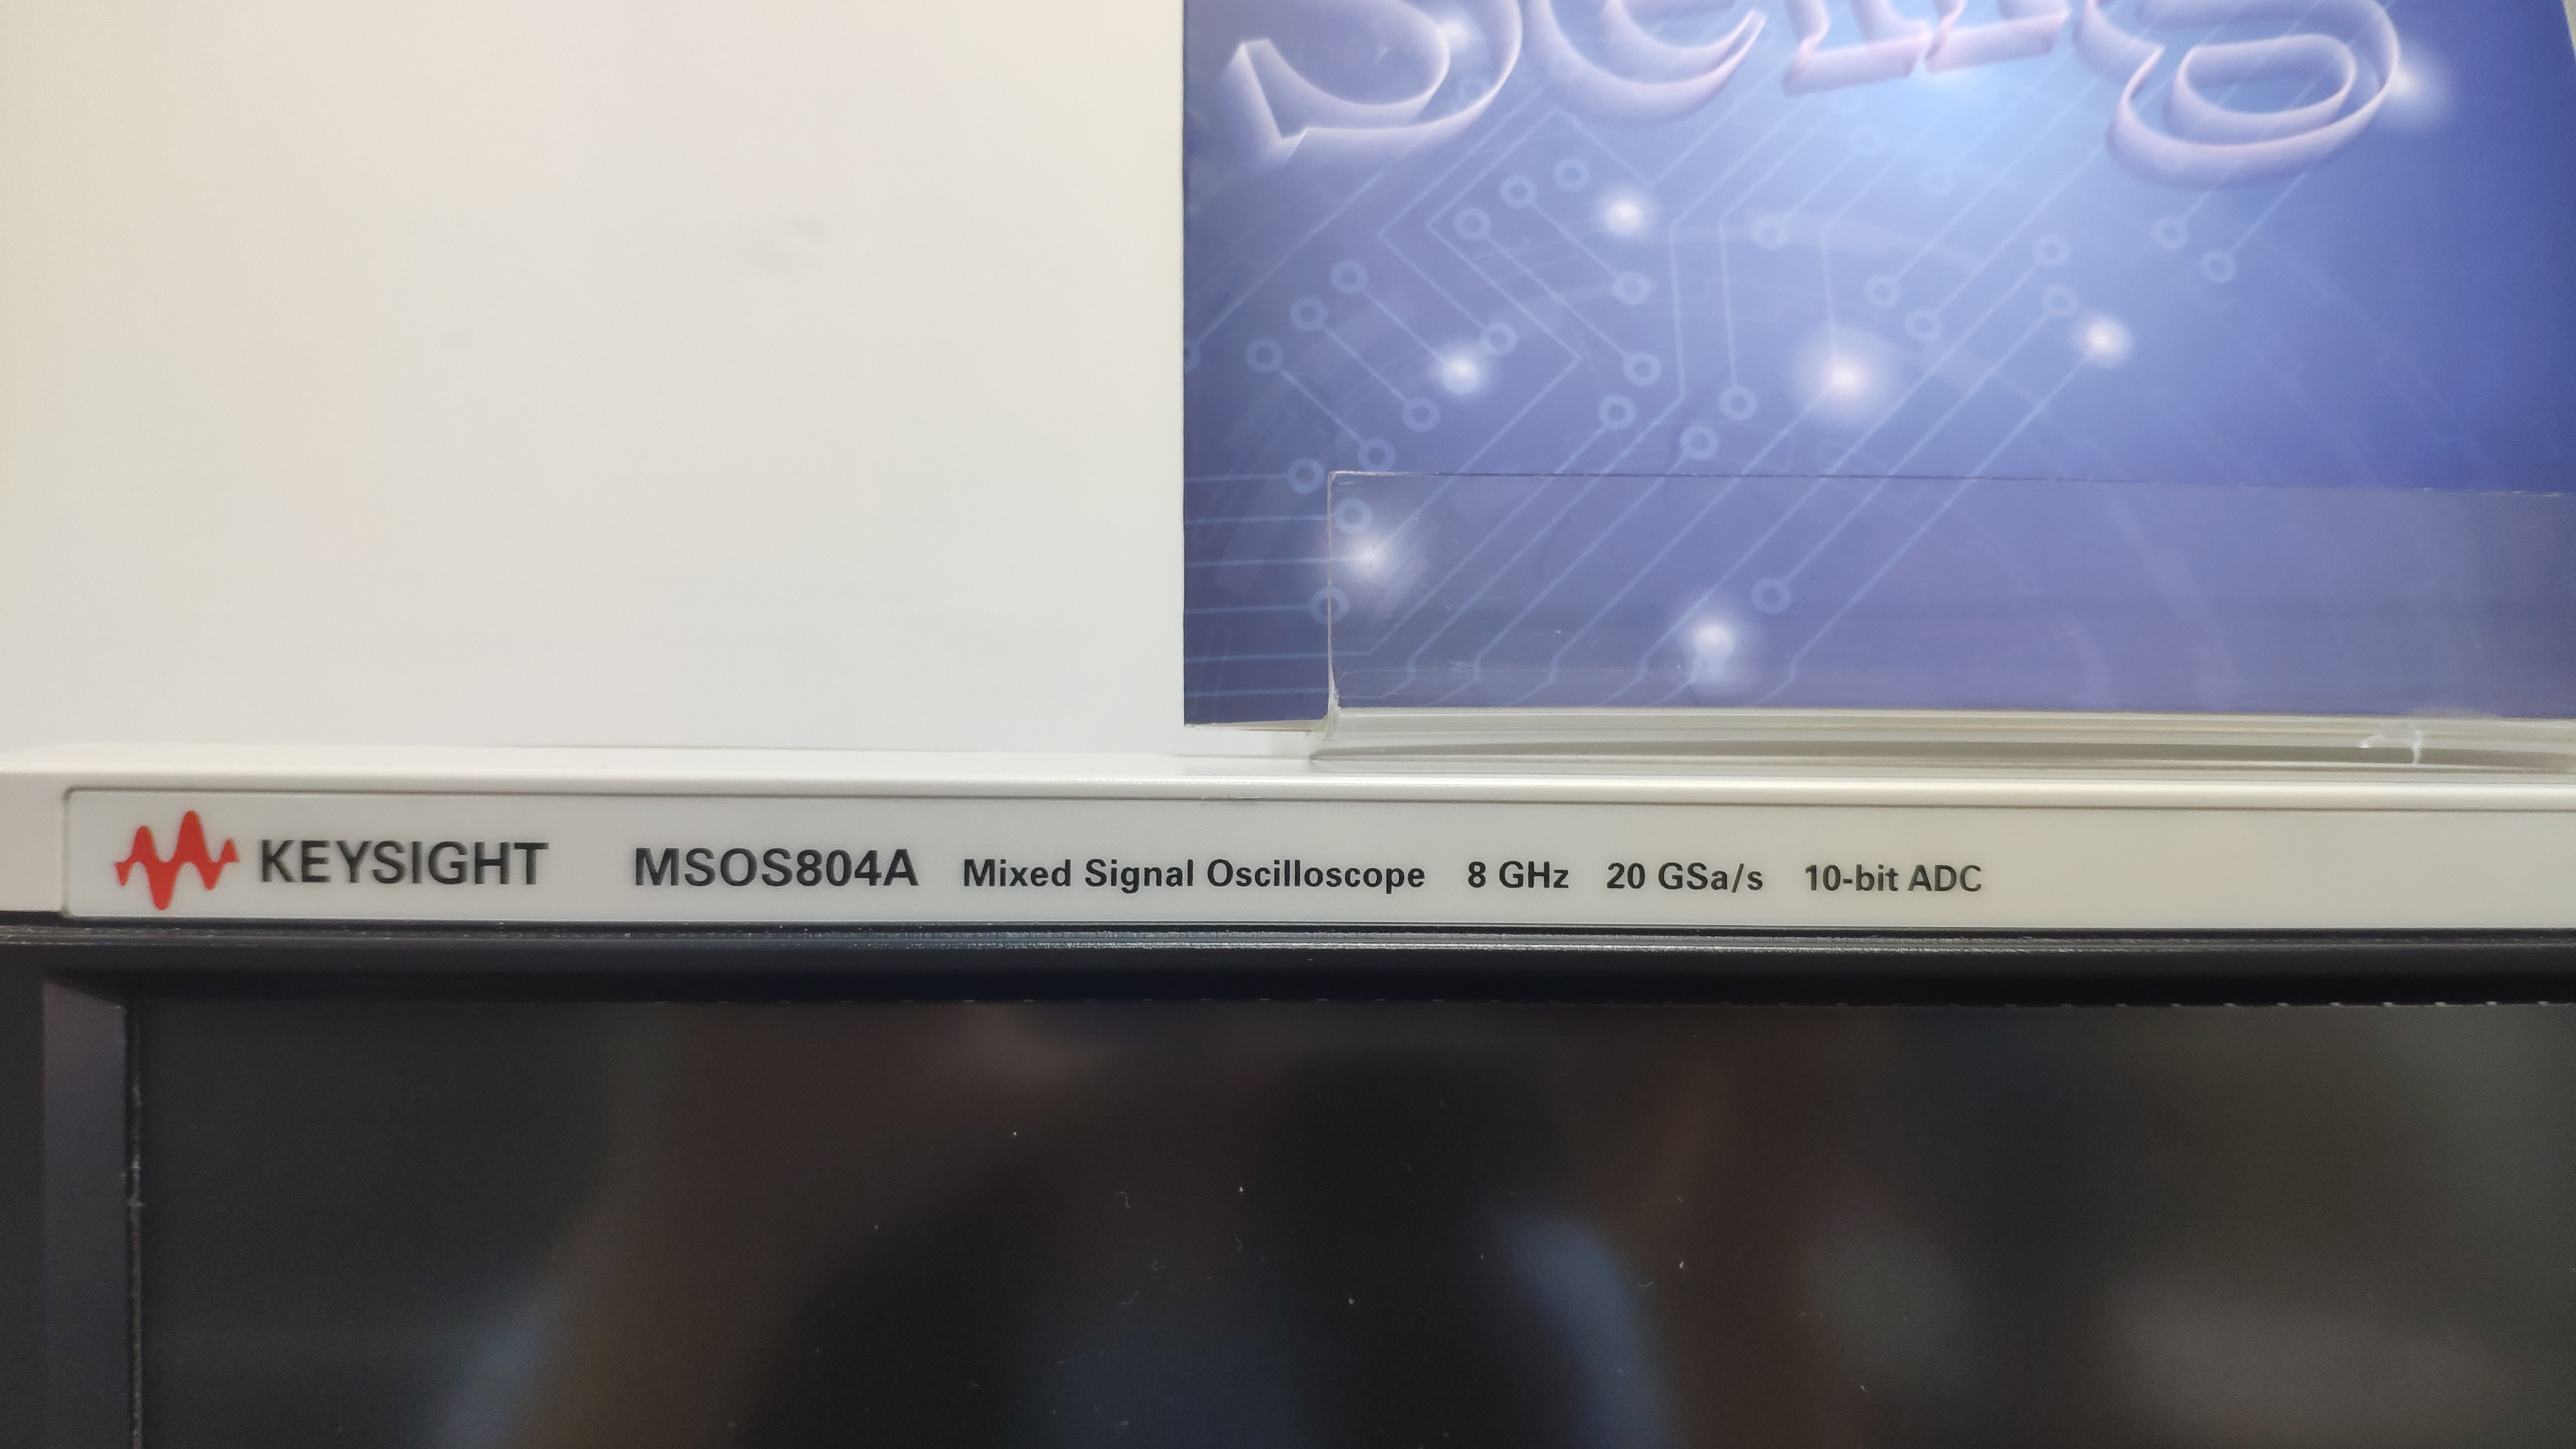 KEYSIGHT MSOS804A Mixed Signal Oscilloscope 8 GHz 20 GSa/s 10-bit ADC